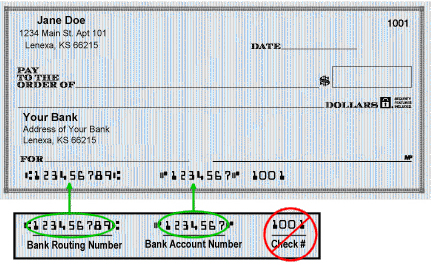 Jane Doe
1001
1234 Main St. Apt 101
Lenexa, KS 66215
DATE
PAY
TO THE
ORDER OF
$
DOLLARS
SECURITY
FEATURES
INCLUDED
Your Bank
Address of Your Bank
Lenexa, KS 66215
FOR
MP
⑆123456789⑆ ⑈1234567⑈ 1001
⑆123456789⑆ ⑈1234567⑈ 1001
Bank Routing Number Bank Account Number Check #